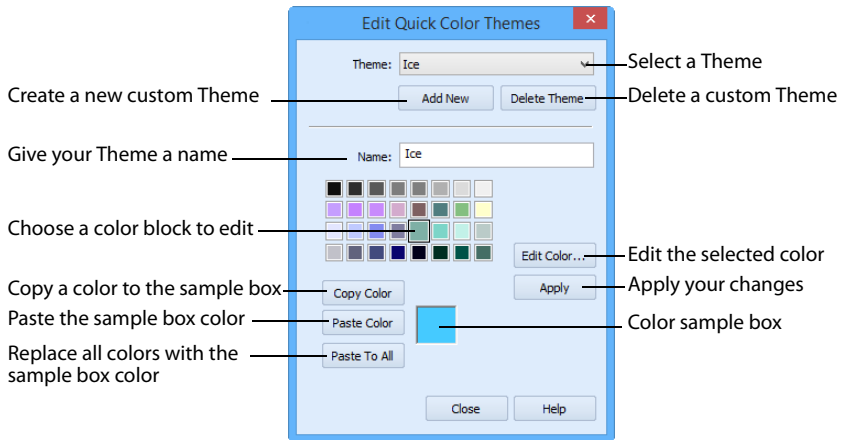 Edit Quick Color Themes
Theme: Ice
Select a Theme
Create a new custom Theme
Add New
Delete Theme
Delete a custom Theme
Give your Theme a name
Name: Ice
Choose a color block to edit
Edit Color...
Edit the selected color
Copy a color to the sample box
Copy Color
Apply
Apply your changes
Paste the sample box color
Paste Color
Color sample box
Replace all colors with the
sample box color
Paste To All
Close
Help